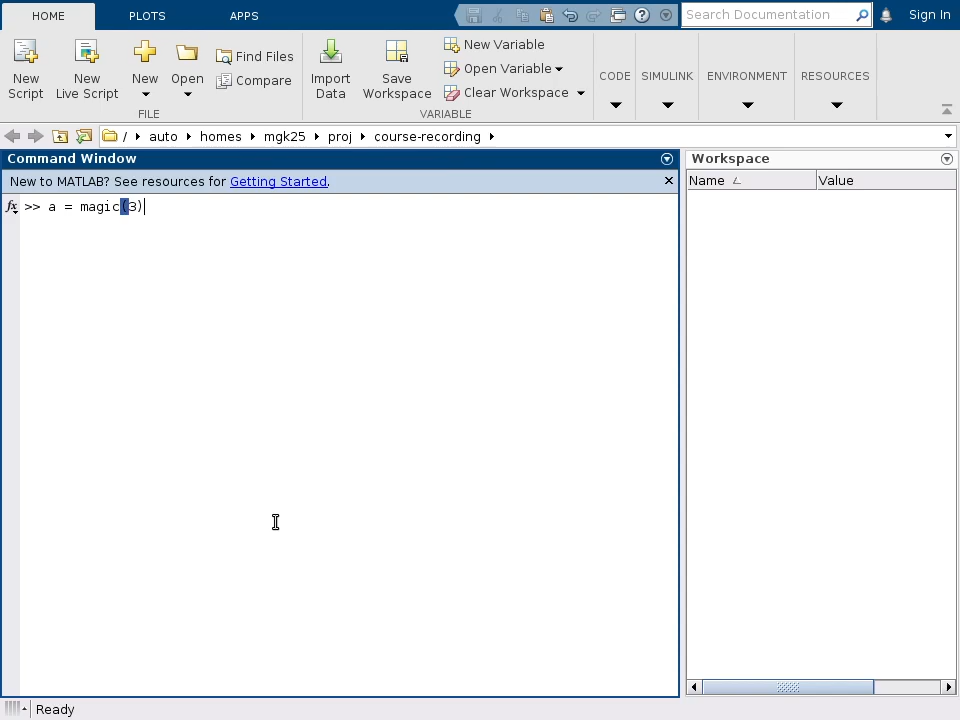 HOME PLOTS APPS Search Documentation Sign In
New Script
New Live Script
New
Open
Find Files
Compare
FILE
Import Data
Save Workspace
New Variable
Open Variable
Clear Workspace
VARIABLE
CODE
SIMULINK
ENVIRONMENT
RESOURCES
/ auto homes mgk25 proj course-recording
Command Window
New to MATLAB? See resources for Getting Started.
fx >> a = magic(3)
Workspace
Name Value
Ready